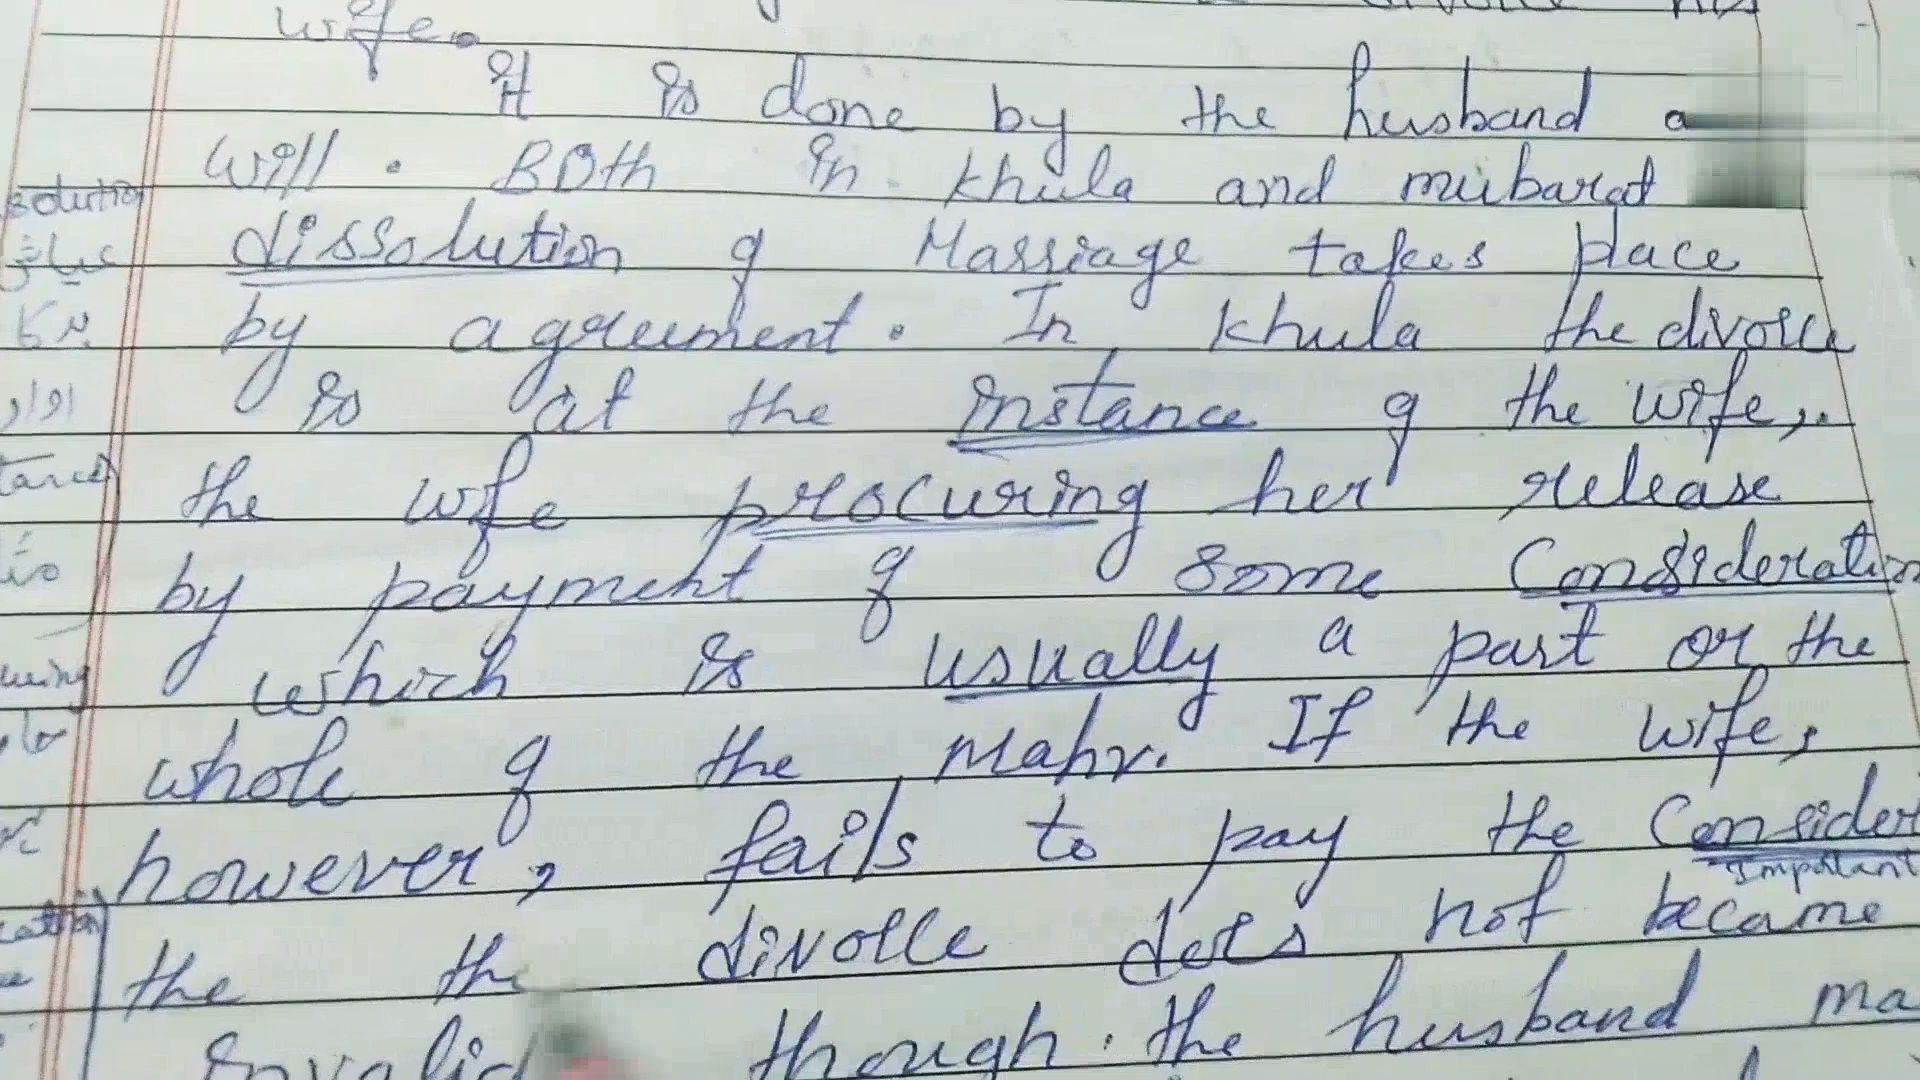 wife.
It is done by the husband a
will. BOth in khula and mubarat
dissolution of Marriage takes place
by agreement. In khula the divorce
is at the instance of the wife,.
the wife procuring her release
by payment of some Consideration
which is usually a part or the
whole of the Mahr. If the wife,
however, fails to pay the Consider
Important
the the divorce does not became
invalid though. the husband ma